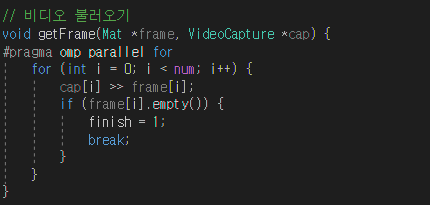 // 비디오 불러오기
void getFrame(Mat *frame, VideoCapture *cap) {
#pragma omp parallel for
    for (int i = 0; i < num; i++) {
        cap[i] >> frame[i];
        if (frame[i].empty()) {
            finish = 1;
            break;
        }
    }
}